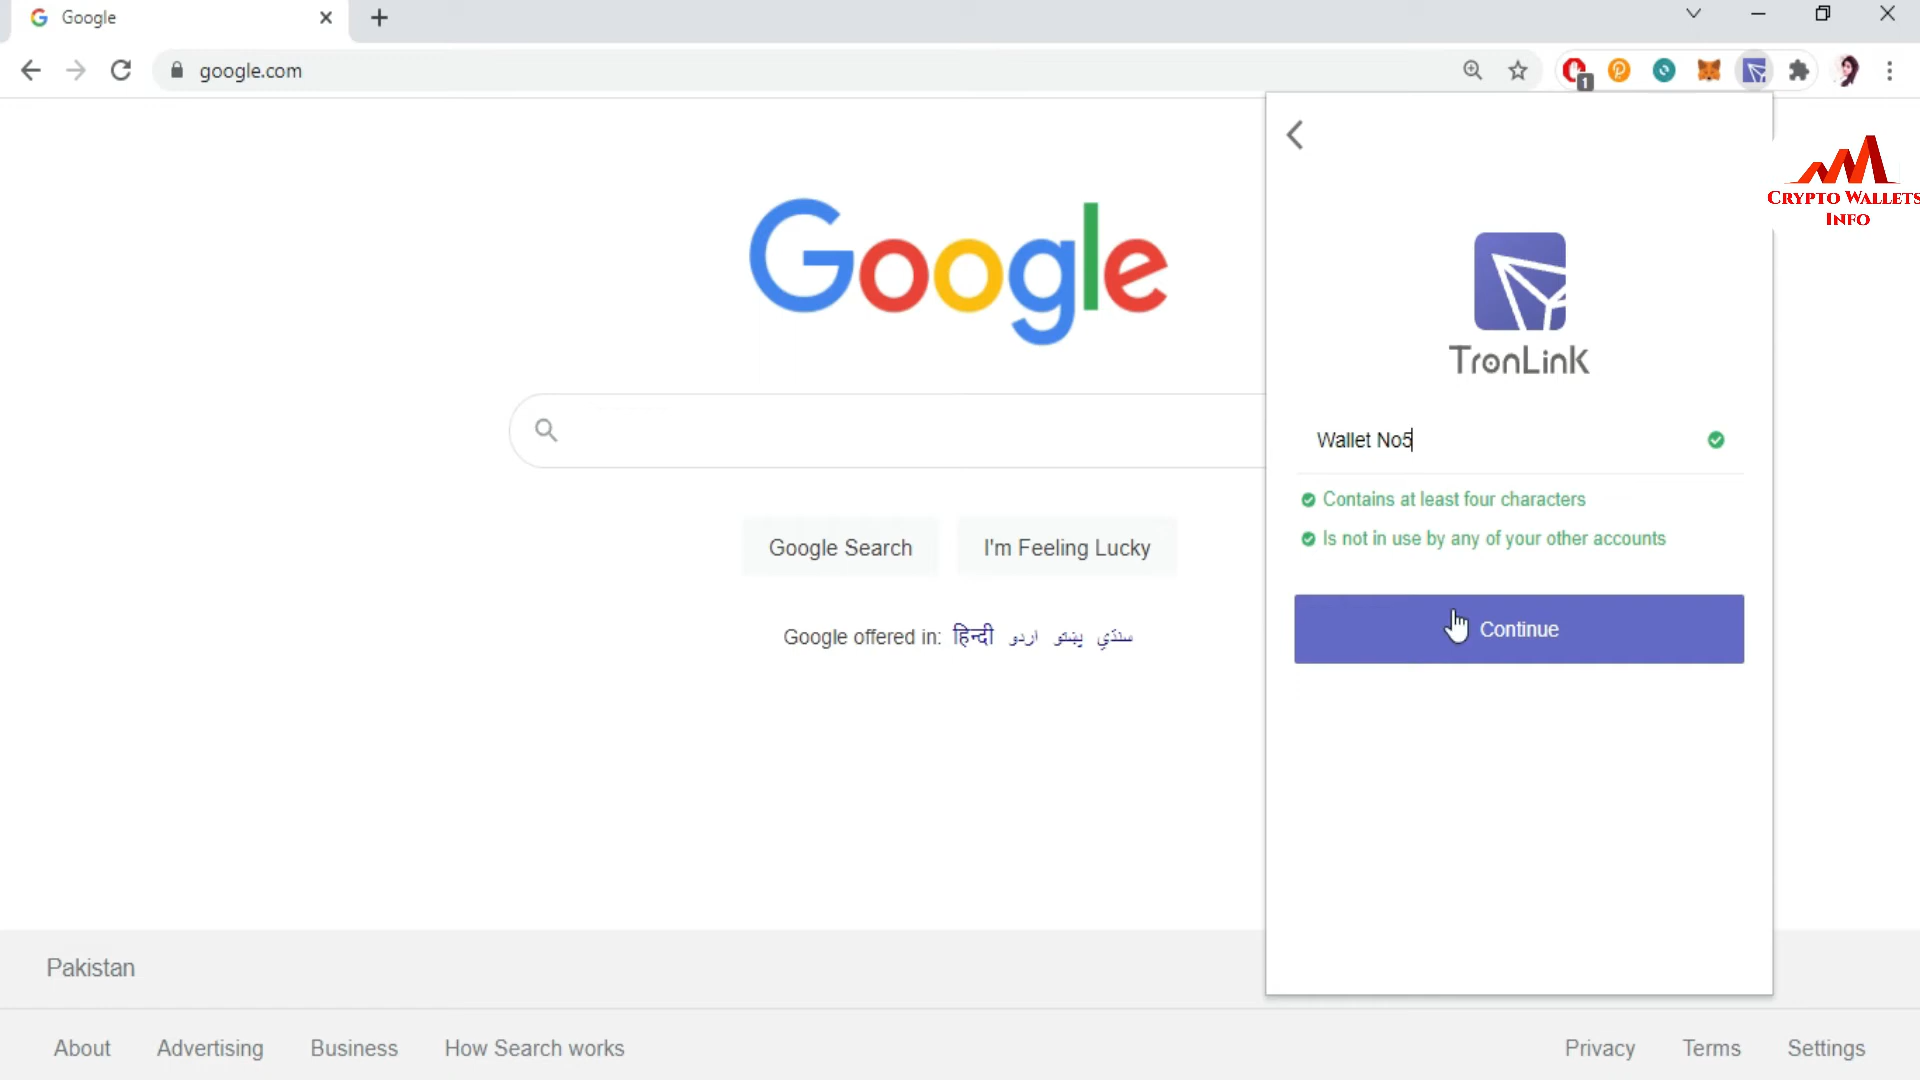 Google
google.com
1
CRYPTO WALLETS
INFO
Google
TronLink
Wallet No5
Contains at least four characters
Is not in use by any of your other accounts
Continue
Google Search
I'm Feeling Lucky
Google offered in: हिन्दी اردو پښتو سنڌي
Pakistan
About
Advertising
Business
How Search works
Privacy
Terms
Settings